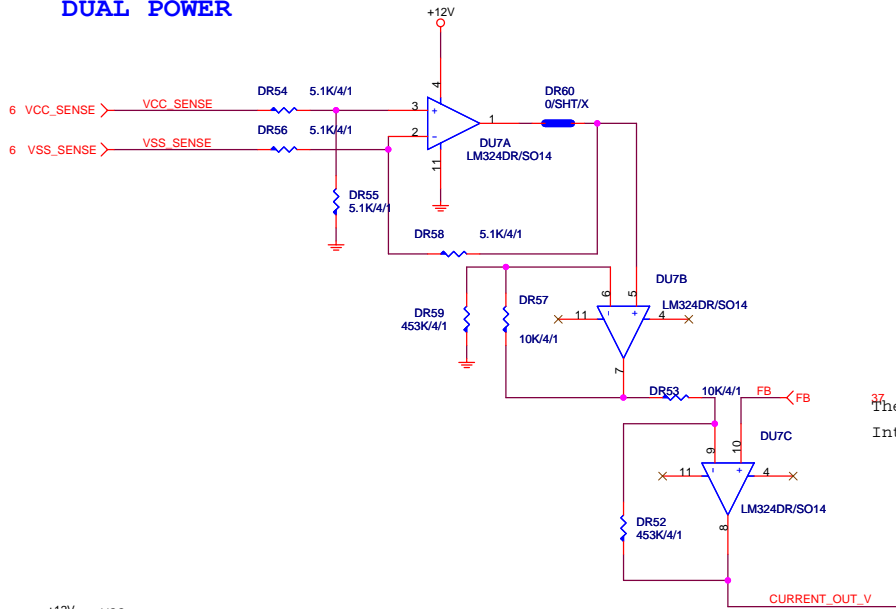 DUAL POWER
+12V
DR54 5.1K/4/1
DR60
0/SHT/X
6 VCC_SENSE VCC_SENSE
4
3
+
1
DR56 5.1K/4/1
2
-
6 VSS_SENSE VSS_SENSE
DU7A
LM324DR/SO14
11
DR55
5.1K/4/1
DR58 5.1K/4/1
DU7B
6
5
DR57
LM324DR/SO14
DR59
453K/4/1
11
-
+
4
10K/4/1
7
DR53 10K/4/1 FB FB 37
The
Int
DU7C
9
10
11
-
+
4
LM324DR/SO14
DR52
453K/4/1
8
CURRENT_OUT_V